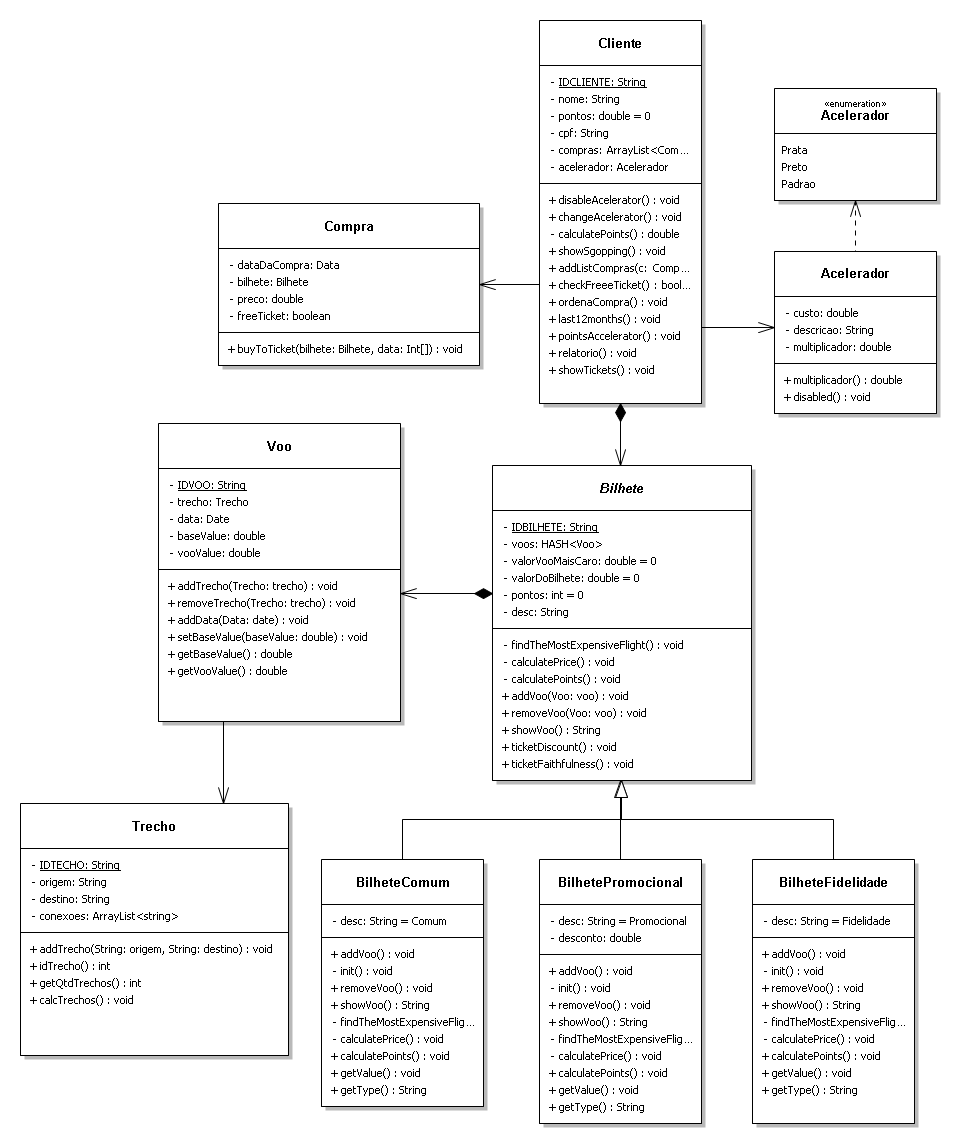 Cliente
- IDCLIENTE: String
- nome: String
- pontos: double = 0
- cpf: String
- compras: ArrayList<Com...
- acelerador: Acelerador
+ disableAcelerator() : void
+ changeAcelerator() : void
- calculatePoints() : double
+ showSgopping() : void
+ addListCompras(c: Comp...
+ checkFreeeTicket() : bool...
+ ordenaCompra() : void
+ last12months() : void
+ pointsAccelerator() : void
+ relatorio() : void
+ showTickets() : void
«enumeration»
Acelerador
Prata
Preto
Padrao
Compra
- dataDaCompra: Data
- bilhete: Bilhete
- preco: double
- freeTicket: boolean
+ buyToTicket(bilhete: Bilhete, data: Int[]) : void
Acelerador
- custo: double
- descricao: String
- multiplicador: double
+ multiplicador() : double
+ disabled() : void
Voo
- IDVOO: String
- trecho: Trecho
- data: Date
- baseValue: double
- vooValue: double
+ addTrecho(Trecho: trecho) : void
+ removeTrecho(Trecho: trecho) : void
+ addData(Data: date) : void
+ setBaseValue(baseValue: double) : void
+ getBaseValue() : double
+ getVooValue() : double
Bilhete
- IDBILHETE: String
- voos: HASH<Voo>
- valorVooMaisCaro: double = 0
- valorDoBilhete: double = 0
- pontos: int = 0
- desc: String
- findTheMostExpensiveFlight() : void
- calculatePrice() : void
- calculatePoints() : void
+ addVoo(Voo: voo) : void
+ removeVoo(Voo: voo) : void
+ showVoo() : String
+ ticketDiscount() : void
+ ticketFaithfulness() : void
Trecho
- IDTECHO: String
- origem: String
- destino: String
- conexoes: ArrayList<string>
+ addTrecho(String: origem, String: destino) : void
+ idTrecho() : int
+ getQtdTrechos() : int
+ calcTrechos() : void
BilheteComum
- desc: String = Comum
+ addVoo() : void
- init() : void
+ removeVoo() : void
+ showVoo() : String
- findTheMostExpensiveFlig...
- calculatePrice() : void
+ calculatePoints() : void
+ getValue() : void
+ getType() : String
BilhetePromocional
- desc: String = Promocional
- desconto: double
+ addVoo() : void
- init() : void
+ removeVoo() : void
+ showVoo() : String
- findTheMostExpensiveFlig...
- calculatePrice() : void
+ calculatePoints() : void
+ getValue() : void
+ getType() : String
BilheteFidelidade
- desc: String = Fidelidade
+ addVoo() : void
- init() : void
+ removeVoo() : void
+ showVoo() : String
- findTheMostExpensiveFlig...
- calculatePrice() : void
+ calculatePoints() : void
+ getValue() : void
+ getType() : String